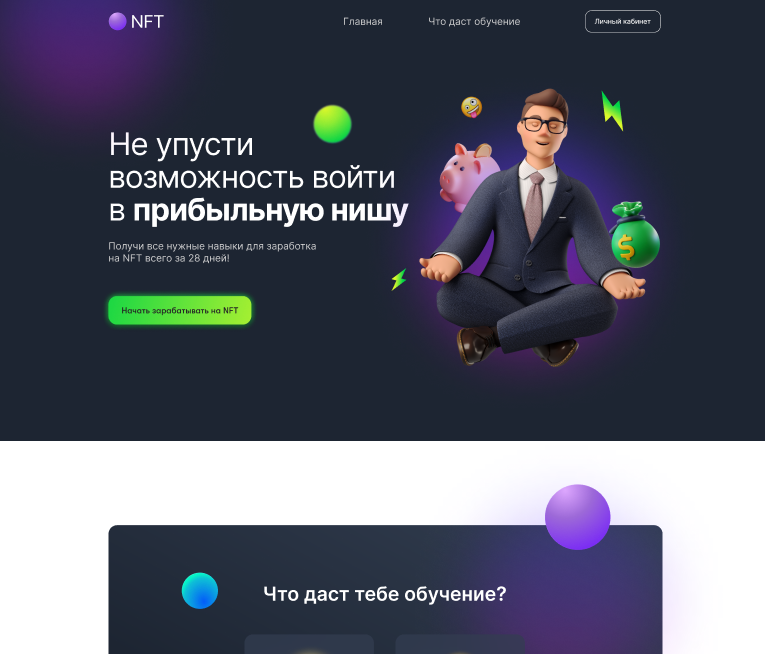 NFT
Главная
Что даст обучение
Личный кабинет
Не упусти
возможность войти
в прибыльную нишу
Получи все нужные навыки для заработка
на NFT всего за 28 дней!
Начать зарабатывать на NFT
$
Что даст тебе обучение?